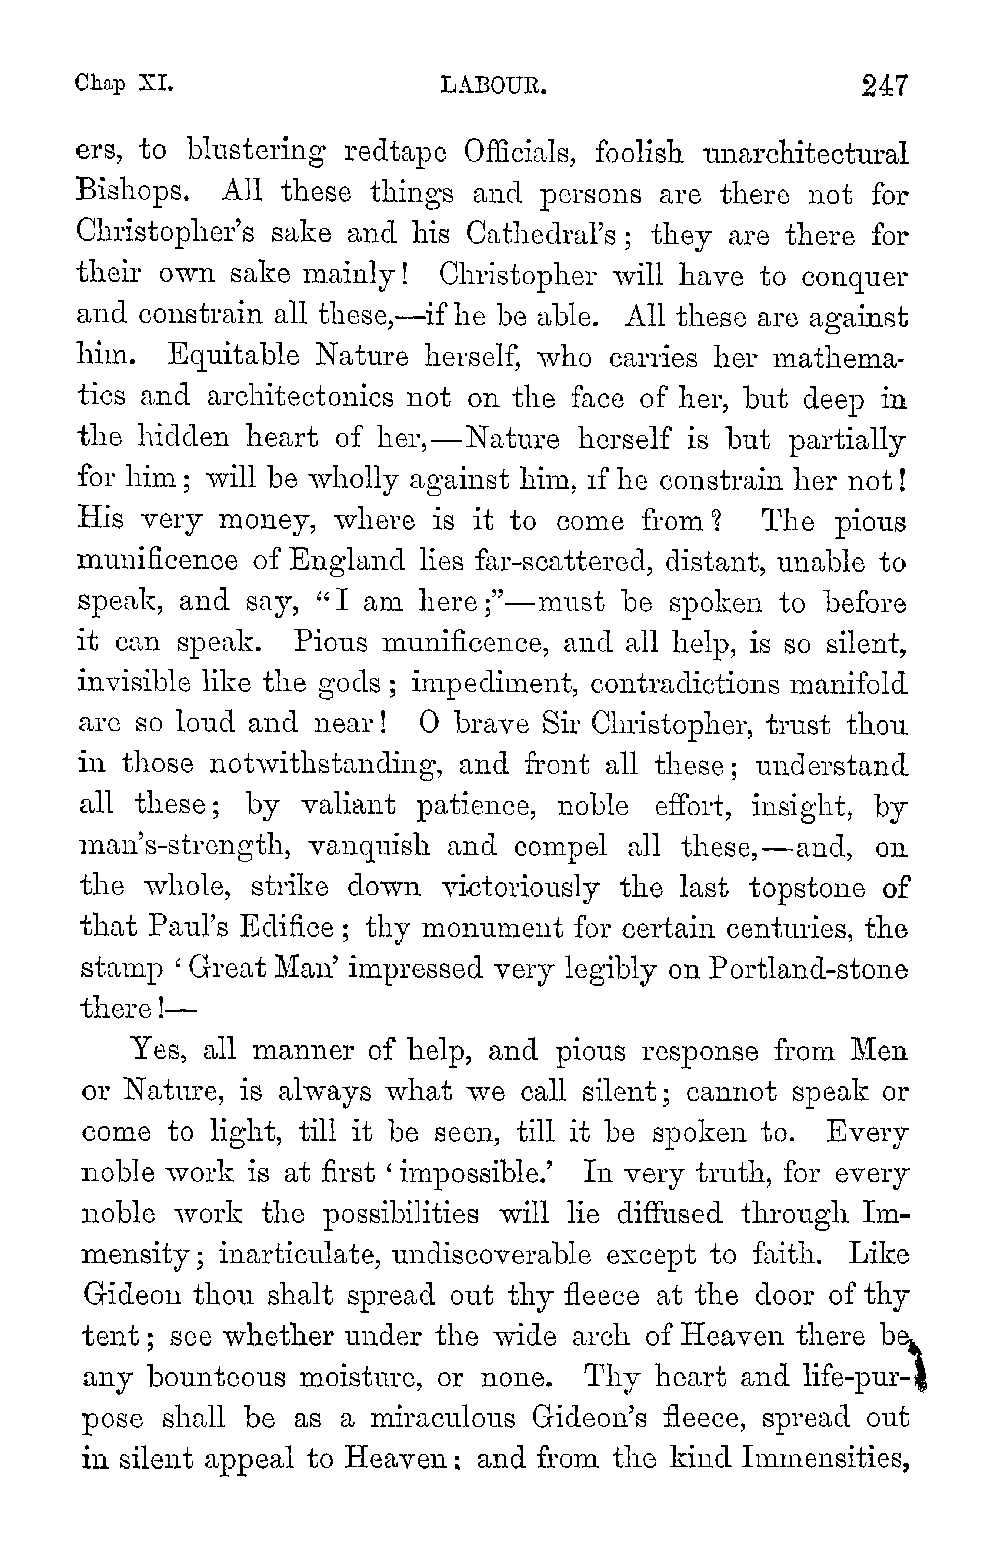 Chap XI. LABOUR. 247
ers, to blustering redtape Officials, foolish unarchitectural
Bishops. All these things and persons are there not for
Christopher's sake and his Cathedral's; they are there for
their own sake mainly! Christopher will have to conquer
and constrain all these,—if he be able. All these are against
him. Equitable Nature herself, who carries her mathema-
tics and architectonics not on the face of her, but deep in
the hidden heart of her,—Nature herself is but partially
for him; will be wholly against him, if he constrain her not!
His very money, where is it to come from? The pious
munificence of England lies far-scattered, distant, unable to
speak, and say, "I am here;"—must be spoken to before
it can speak. Pious munificence, and all help, is so silent,
invisible like the gods; impediment, contradictions manifold
are so loud and near! O brave Sir Christopher, trust thou
in those notwithstanding, and front all these; understand
all these; by valiant patience, noble effort, insight, by
man's-strength, vanquish and compel all these,—and, on
the whole, strike down victoriously the last topstone of
that Paul's Edifice; thy monument for certain centuries, the
stamp 'Great Man' impressed very legibly on Portland-stone
there!—
Yes, all manner of help, and pious response from Men
or Nature, is always what we call silent; cannot speak or
come to light, till it be seen, till it be spoken to. Every
noble work is at first 'impossible.' In very truth, for every
noble work the possibilities will lie diffused through Im-
mensity; inarticulate, undiscoverable except to faith. Like
Gideon thou shalt spread out thy fleece at the door of thy
tent; see whether under the wide arch of Heaven there be
any bounteous moisture, or none. Thy heart and life-pur-
pose shall be as a miraculous Gideon's fleece, spread out
in silent appeal to Heaven; and from the kind Immensities,